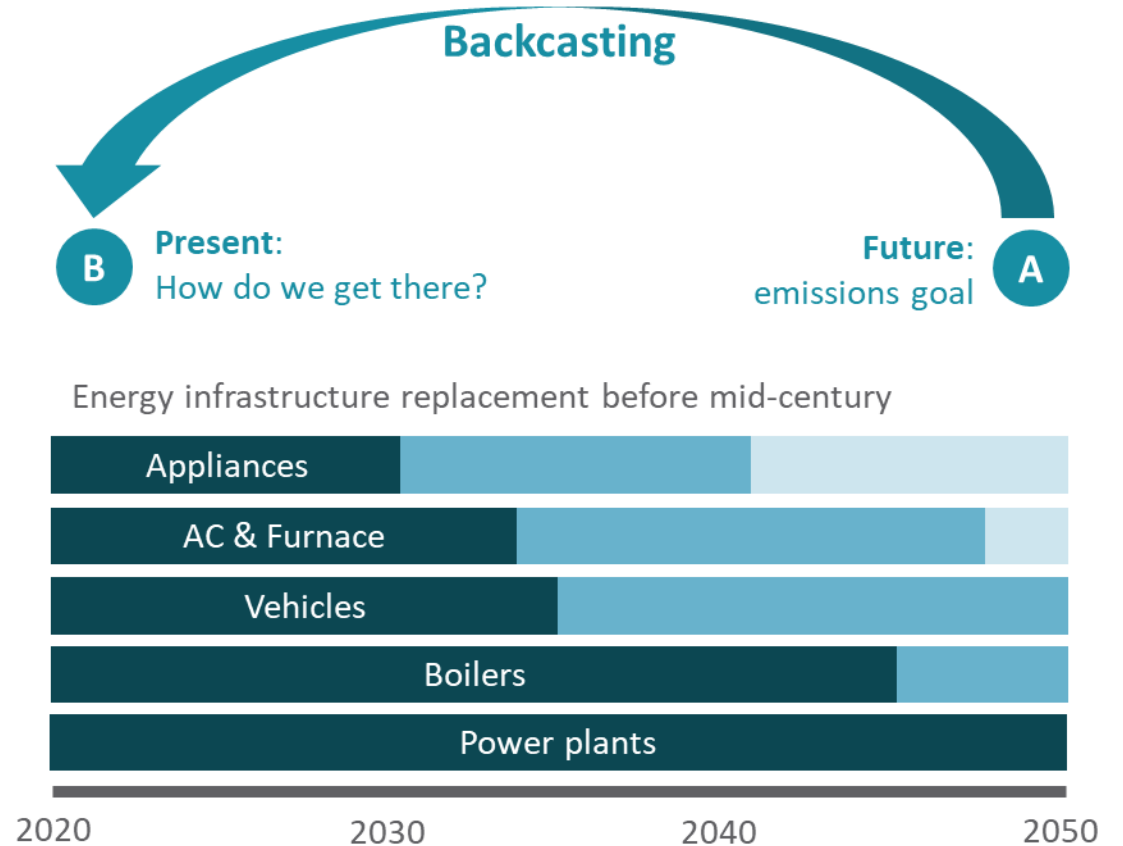 Backcasting
B
Present:
How do we get there?
Future:
emissions goal
A
Energy infrastructure replacement before mid-century
Appliances
AC & Furnace
Vehicles
Boilers
Power plants
2020 2030 2040 2050